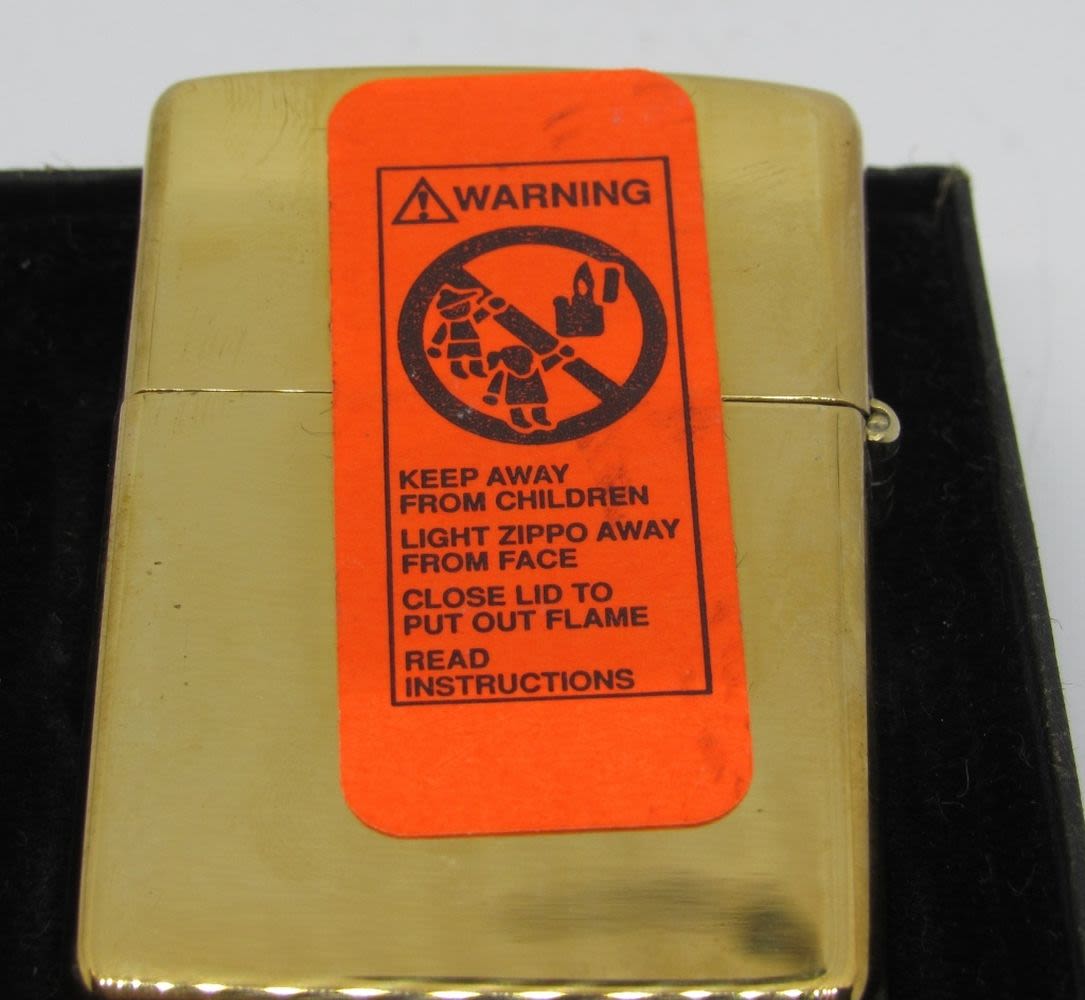 WARNING
KEEP AWAY
FROM CHILDREN
LIGHT ZIPPO AWAY
FROM FACE
CLOSE LID TO
PUT OUT FLAME
READ
INSTRUCTIONS